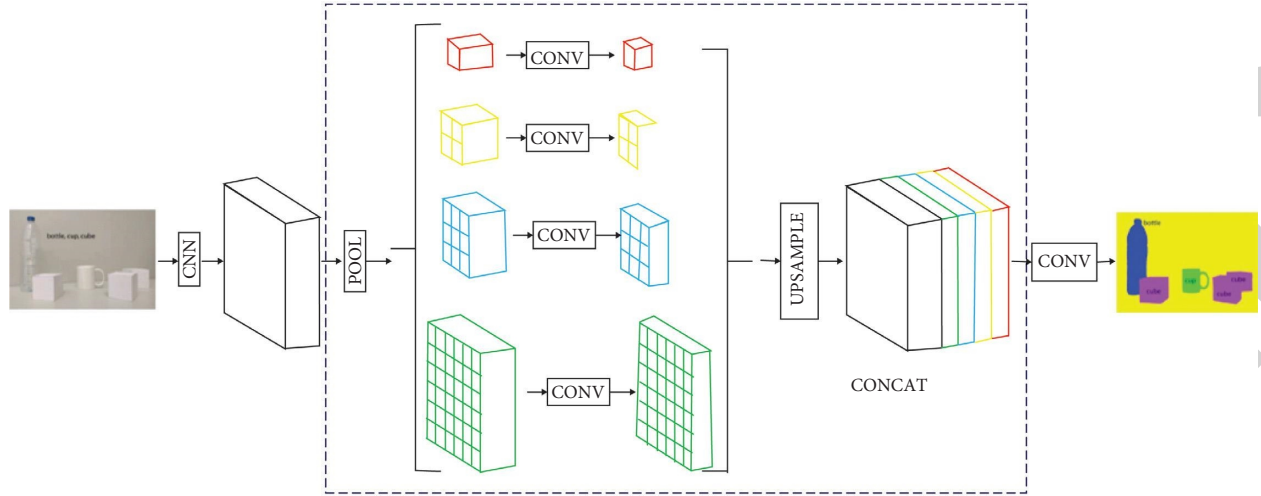 bottle, cup, cube
CNN
POOL
CONV
CONV
CONV
CONV
UPSAMPLE
CONCAT
CONV
bottle
cube
cup
cube
cube